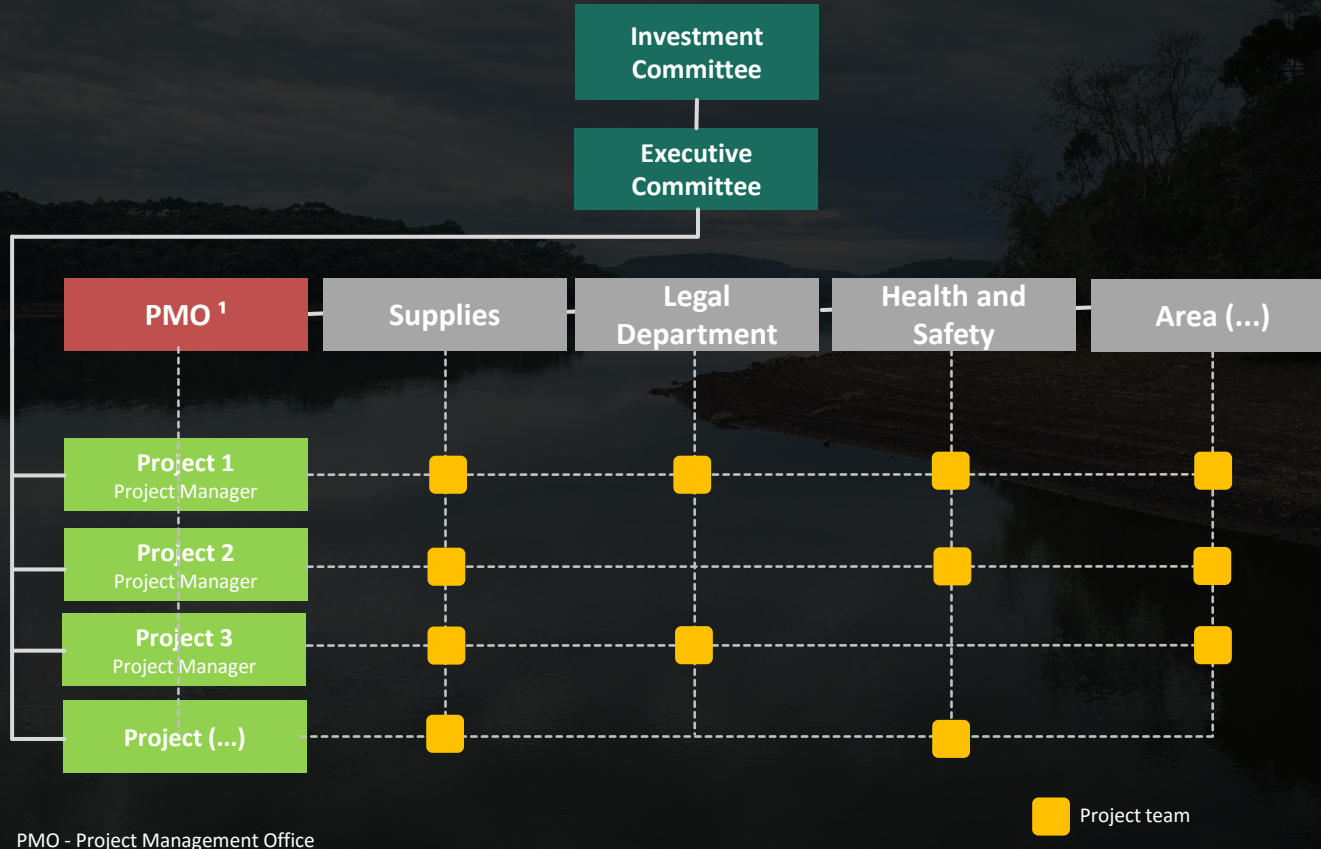 Investment
Committee
Executive
Committee
PMO ¹
Supplies
Legal
Department
Health and
Safety
Area (...)
Project 1
Project Manager
Project 2
Project Manager
Project 3
Project Manager
Project (...)
Project team
PMO - Project Management Office